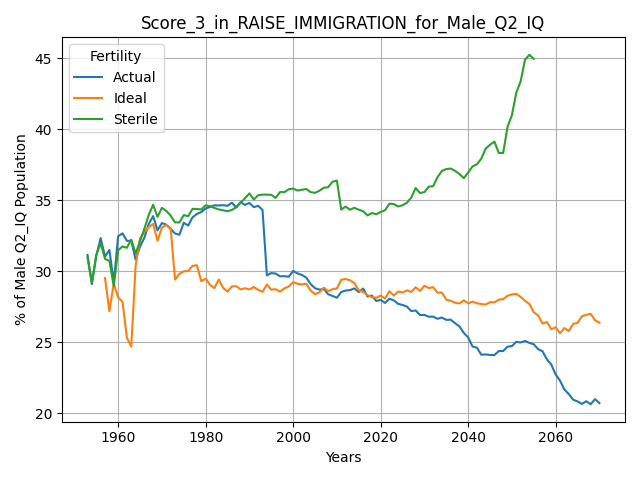 Score_3_in_RAISE_IMMIGRATION_for_Male_Q2_IQ
Fertility
Actual
Ideal
Sterile
% of Male Q2_IQ Population
45
40
35
30
25
20
1960
1980
2000
2020
2040
2060
Years